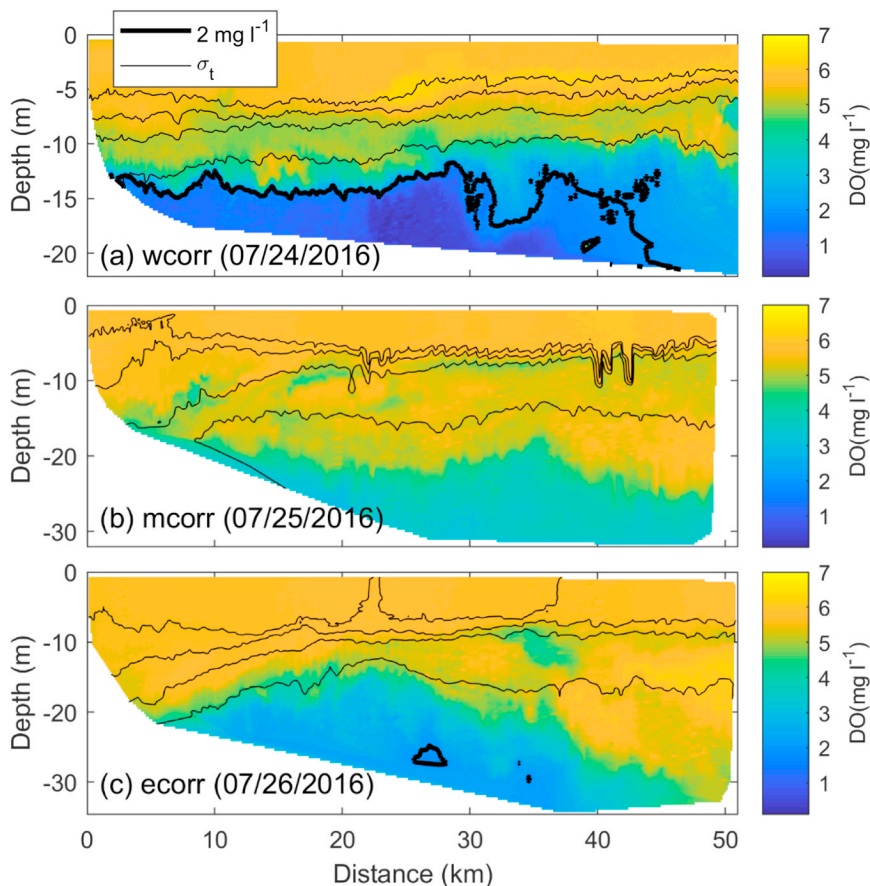 2 mg l⁻¹
σₜ
0
-5
-10
-15
-20
Depth (m)
(a) wcorr (07/24/2016)
7
6
5
4
3
2
1
DO(mg l⁻¹)
0
-10
-20
-30
Depth (m)
(b) mcorr (07/25/2016)
7
6
5
4
3
2
1
DO(mg l⁻¹)
0
-10
-20
-30
Depth (m)
(c) ecorr (07/26/2016)
7
6
5
4
3
2
1
DO(mg l⁻¹)
0 10 20 30 40 50
Distance (km)